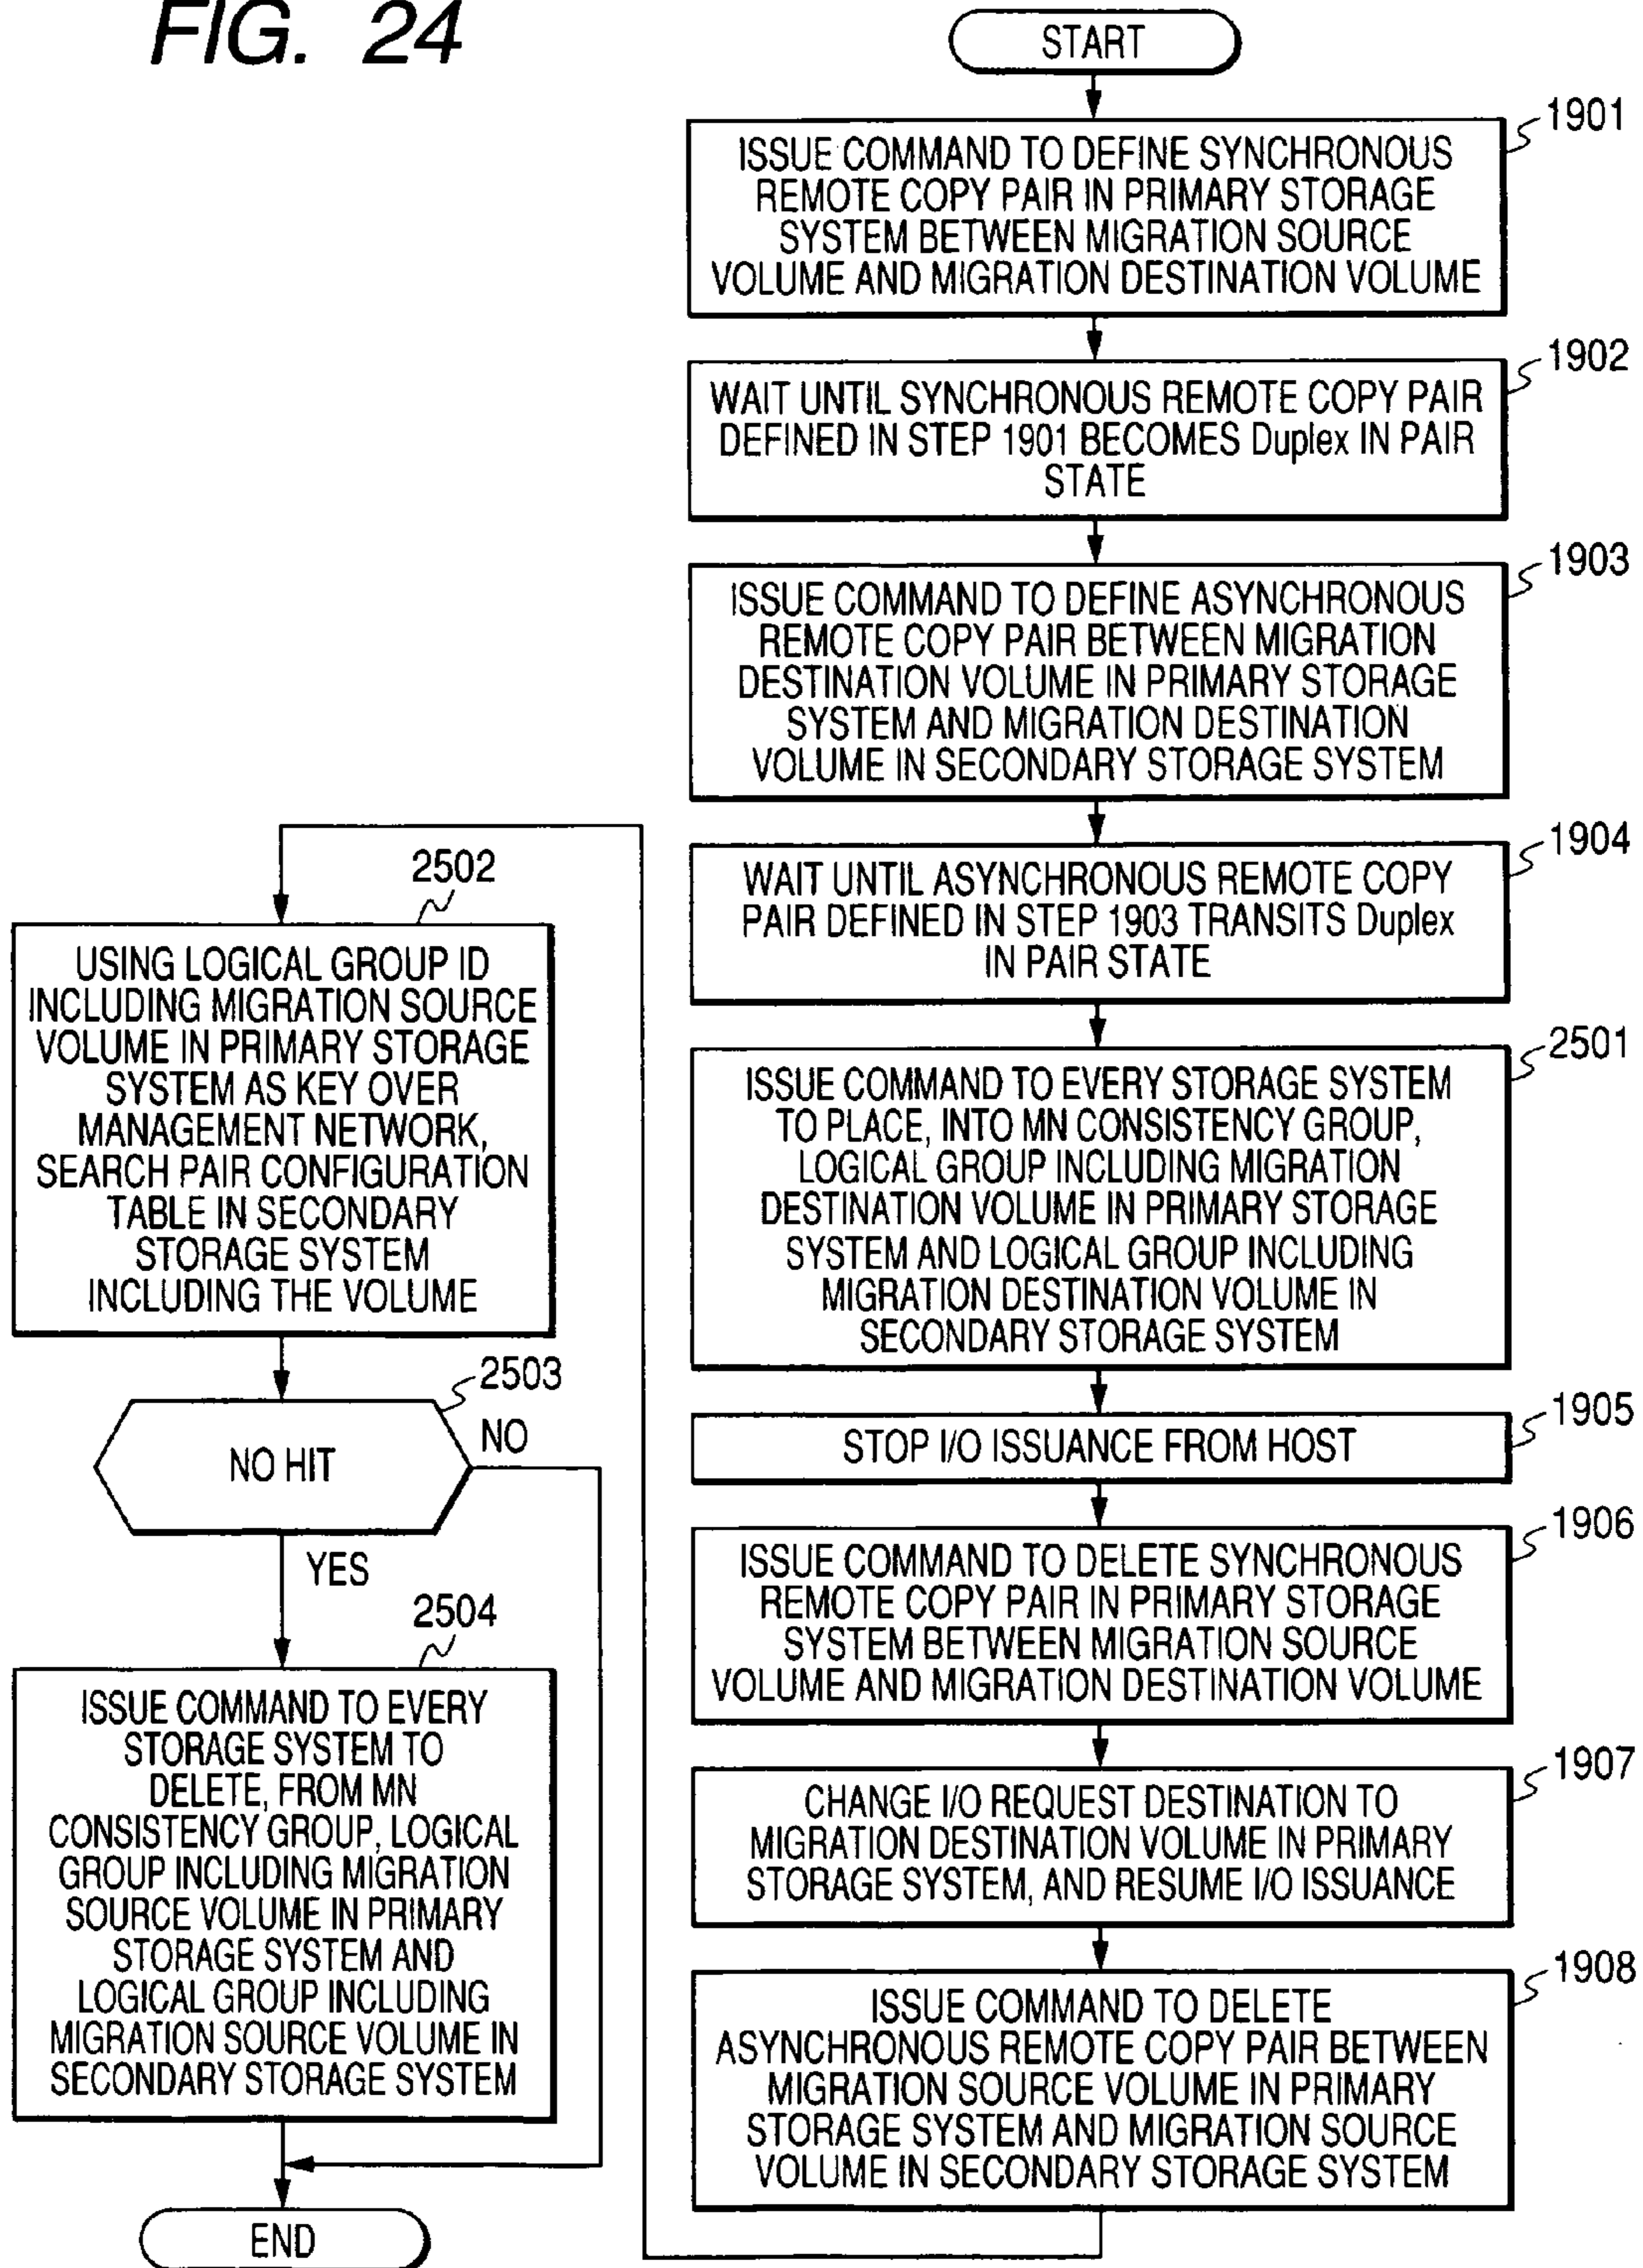 FIG. 24
START
1901
ISSUE COMMAND TO DEFINE SYNCHRONOUS
REMOTE COPY PAIR IN PRIMARY STORAGE
SYSTEM BETWEEN MIGRATION SOURCE
VOLUME AND MIGRATION DESTINATION VOLUME
1902
WAIT UNTIL SYNCHRONOUS REMOTE COPY PAIR
DEFINED IN STEP 1901 BECOMES Duplex IN PAIR
STATE
1903
ISSUE COMMAND TO DEFINE ASYNCHRONOUS
REMOTE COPY PAIR BETWEEN MIGRATION
DESTINATION VOLUME IN PRIMARY STORAGE
SYSTEM AND MIGRATION DESTINATION
VOLUME IN SECONDARY STORAGE SYSTEM
1904
WAIT UNTIL ASYNCHRONOUS REMOTE COPY
PAIR DEFINED IN STEP 1903 TRANSITS Duplex
IN PAIR STATE
2501
ISSUE COMMAND TO EVERY STORAGE SYSTEM
TO PLACE, INTO MN CONSISTENCY GROUP,
LOGICAL GROUP INCLUDING MIGRATION
DESTINATION VOLUME IN PRIMARY STORAGE
SYSTEM AND LOGICAL GROUP INCLUDING
MIGRATION DESTINATION VOLUME IN
SECONDARY STORAGE SYSTEM
1905
STOP I/O ISSUANCE FROM HOST
1906
ISSUE COMMAND TO DELETE SYNCHRONOUS
REMOTE COPY PAIR IN PRIMARY STORAGE
SYSTEM BETWEEN MIGRATION SOURCE
VOLUME AND MIGRATION DESTINATION VOLUME
1907
CHANGE I/O REQUEST DESTINATION TO
MIGRATION DESTINATION VOLUME IN PRIMARY
STORAGE SYSTEM, AND RESUME I/O ISSUANCE
1908
ISSUE COMMAND TO DELETE
ASYNCHRONOUS REMOTE COPY PAIR BETWEEN
MIGRATION SOURCE VOLUME IN PRIMARY
STORAGE SYSTEM AND MIGRATION SOURCE
VOLUME IN SECONDARY STORAGE SYSTEM
2502
USING LOGICAL GROUP ID
INCLUDING MIGRATION SOURCE
VOLUME IN PRIMARY STORAGE
SYSTEM AS KEY OVER
MANAGEMENT NETWORK,
SEARCH PAIR CONFIGURATION
TABLE IN SECONDARY
STORAGE SYSTEM
INCLUDING THE VOLUME
2503
NO HIT
NO
YES
2504
ISSUE COMMAND TO EVERY
STORAGE SYSTEM TO
DELETE, FROM MN
CONSISTENCY GROUP, LOGICAL
GROUP INCLUDING MIGRATION
SOURCE VOLUME IN PRIMARY
STORAGE SYSTEM AND
LOGICAL GROUP INCLUDING
MIGRATION SOURCE VOLUME IN
SECONDARY STORAGE SYSTEM
END